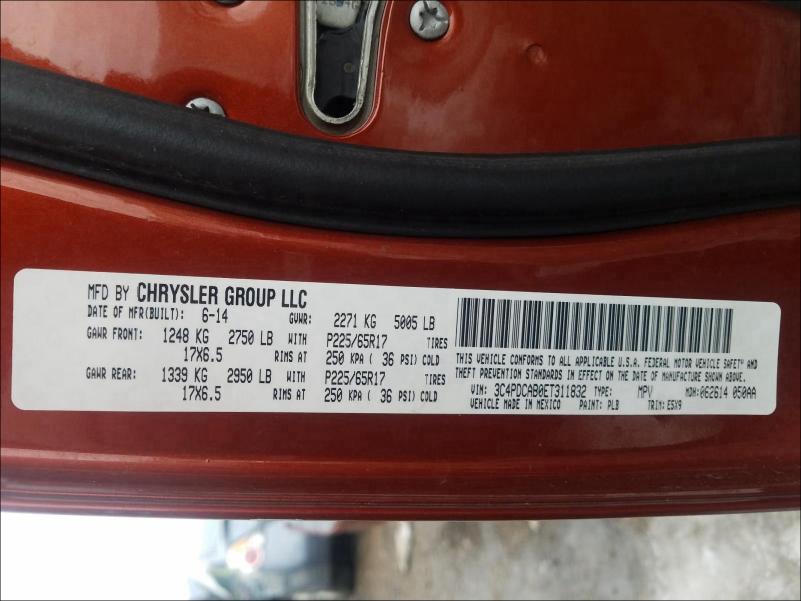 MFD BY CHRYSLER GROUP LLC
DATE OF MFR(BUILT): 6-14 GVWR: 2271 KG 5005 LB
GAWR FRONT: 1248 KG 2750 LB WITH P225/65R17 TIRES
17X6.5 RIMS AT 250 KPA ( 36 PSI) COLD
GAWR REAR: 1339 KG 2950 LB WITH P225/65R17 TIRES
17X6.5 RIMS AT 250 KPA ( 36 PSI) COLD
THIS VEHICLE CONFORMS TO ALL APPLICABLE U.S.A. FEDERAL MOTOR VEHICLE SAFETY AND
THEFT PREVENTION STANDARDS IN EFFECT ON THE DATE OF MANUFACTURE SHOWN ABOVE.
VIN: 3C4PDCAB0ET311832 TYPE: MPV MDH:062614 050AA
VEHICLE MADE IN MEXICO PAINT: PLB TRIM: E5X9